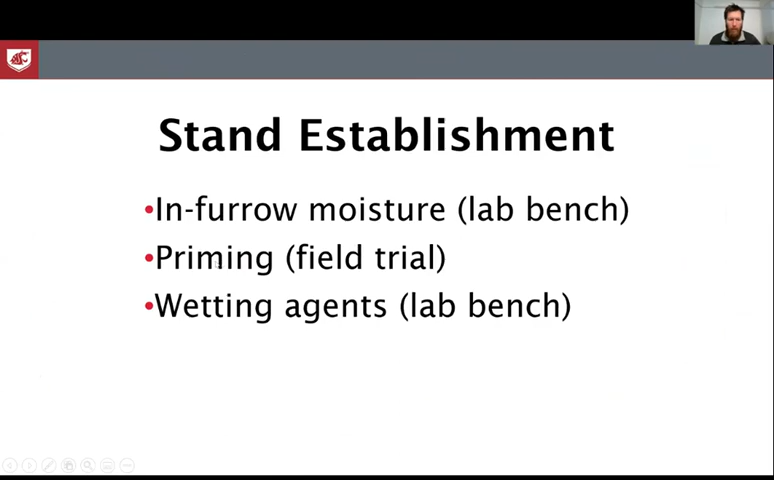 Stand Establishment
•In-furrow moisture (lab bench)
•Priming (field trial)
•Wetting agents (lab bench)